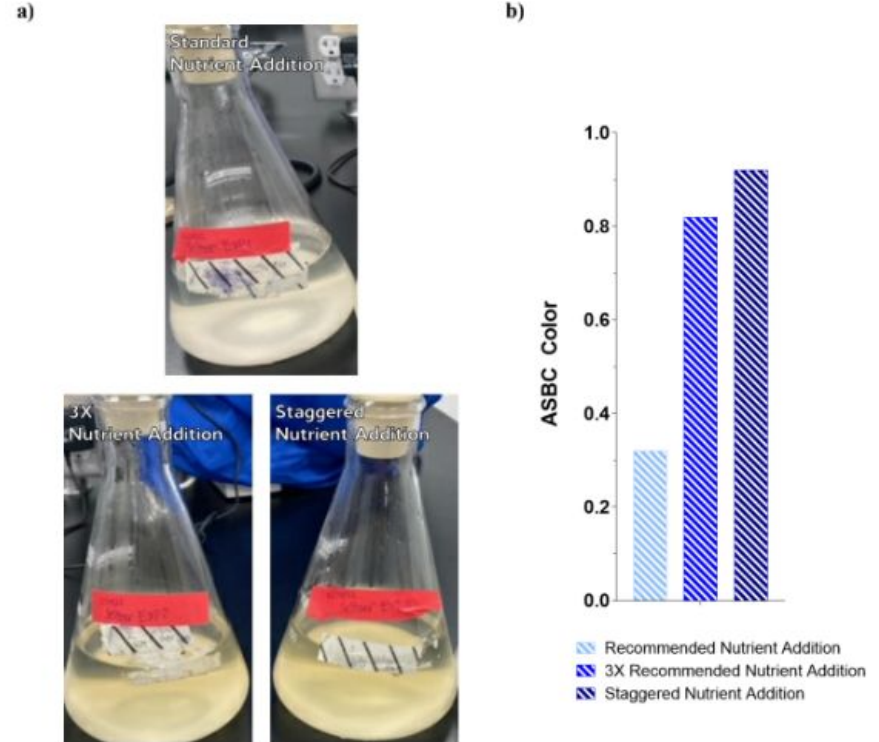 a)
Standard
Nutrient Addition
3X
Nutrient Addition
Staggered
Nutrient Addition
b)
1.0
0.8
0.6
0.4
0.2
0.0
ASBC Color
Recommended Nutrient Addition
3X Recommended Nutrient Addition
Staggered Nutrient Addition